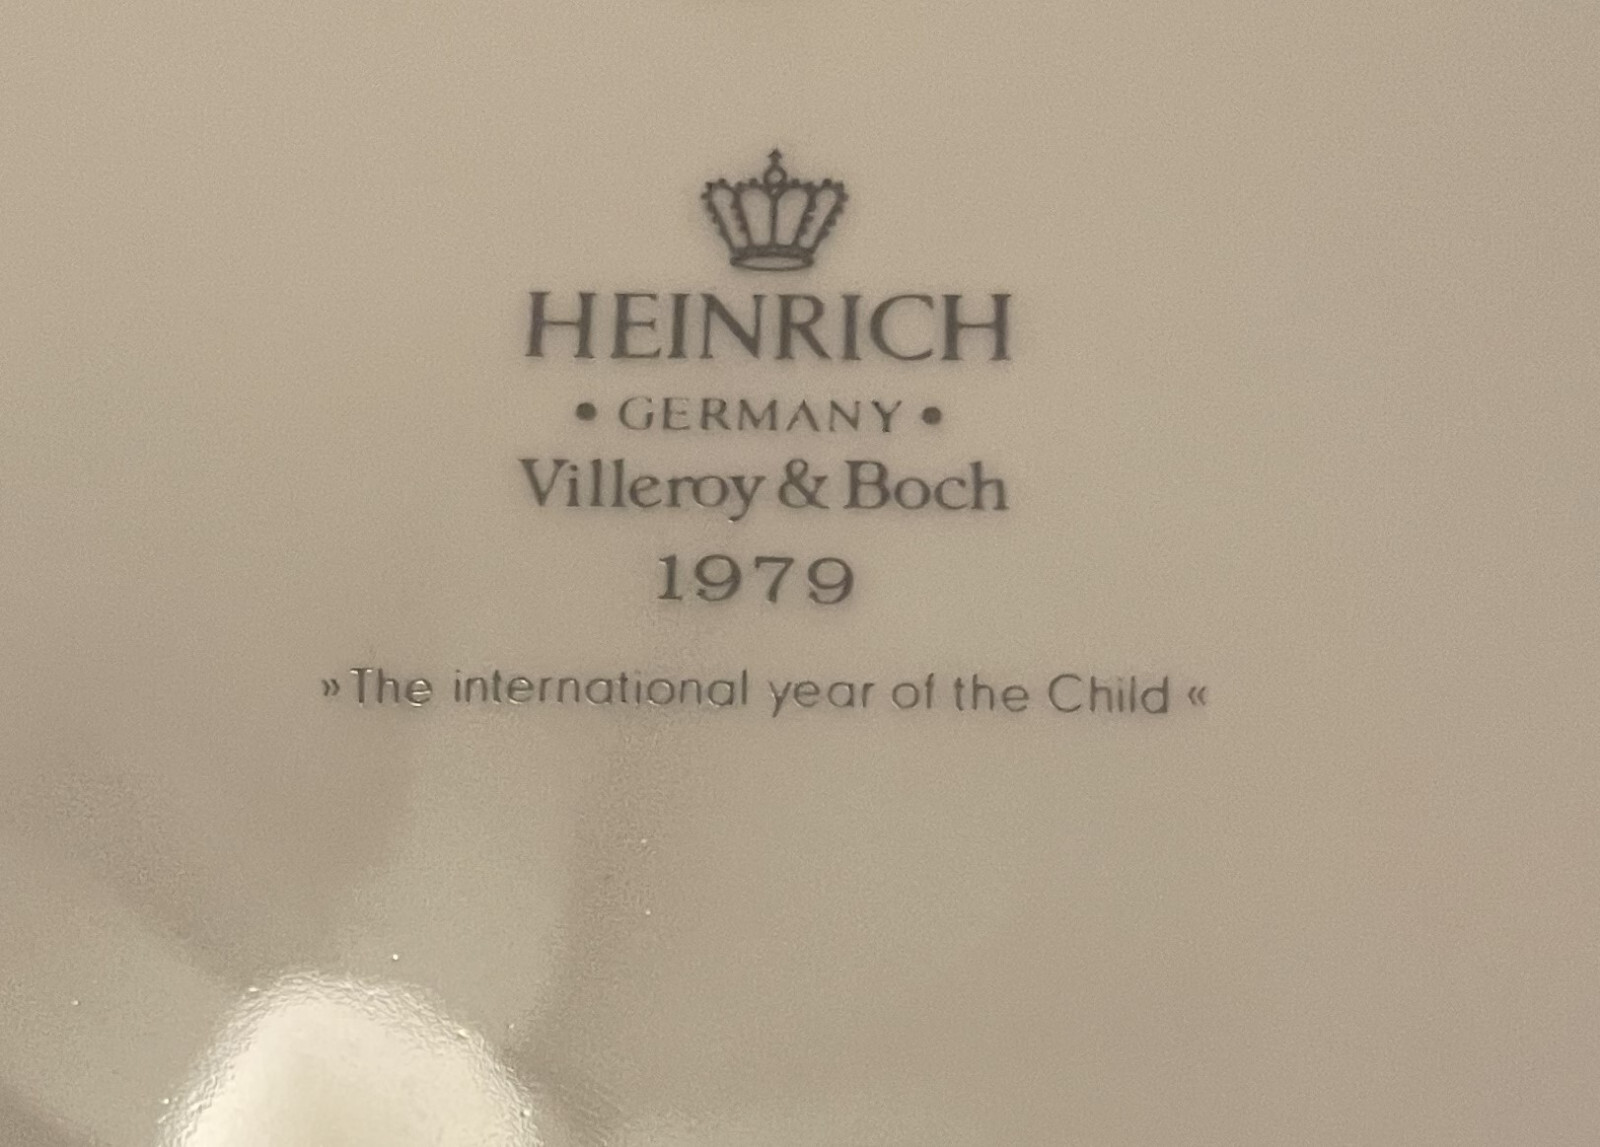 HEINRICH
• GERMANY •
Villeroy & Boch
1979
»The international year of the Child«